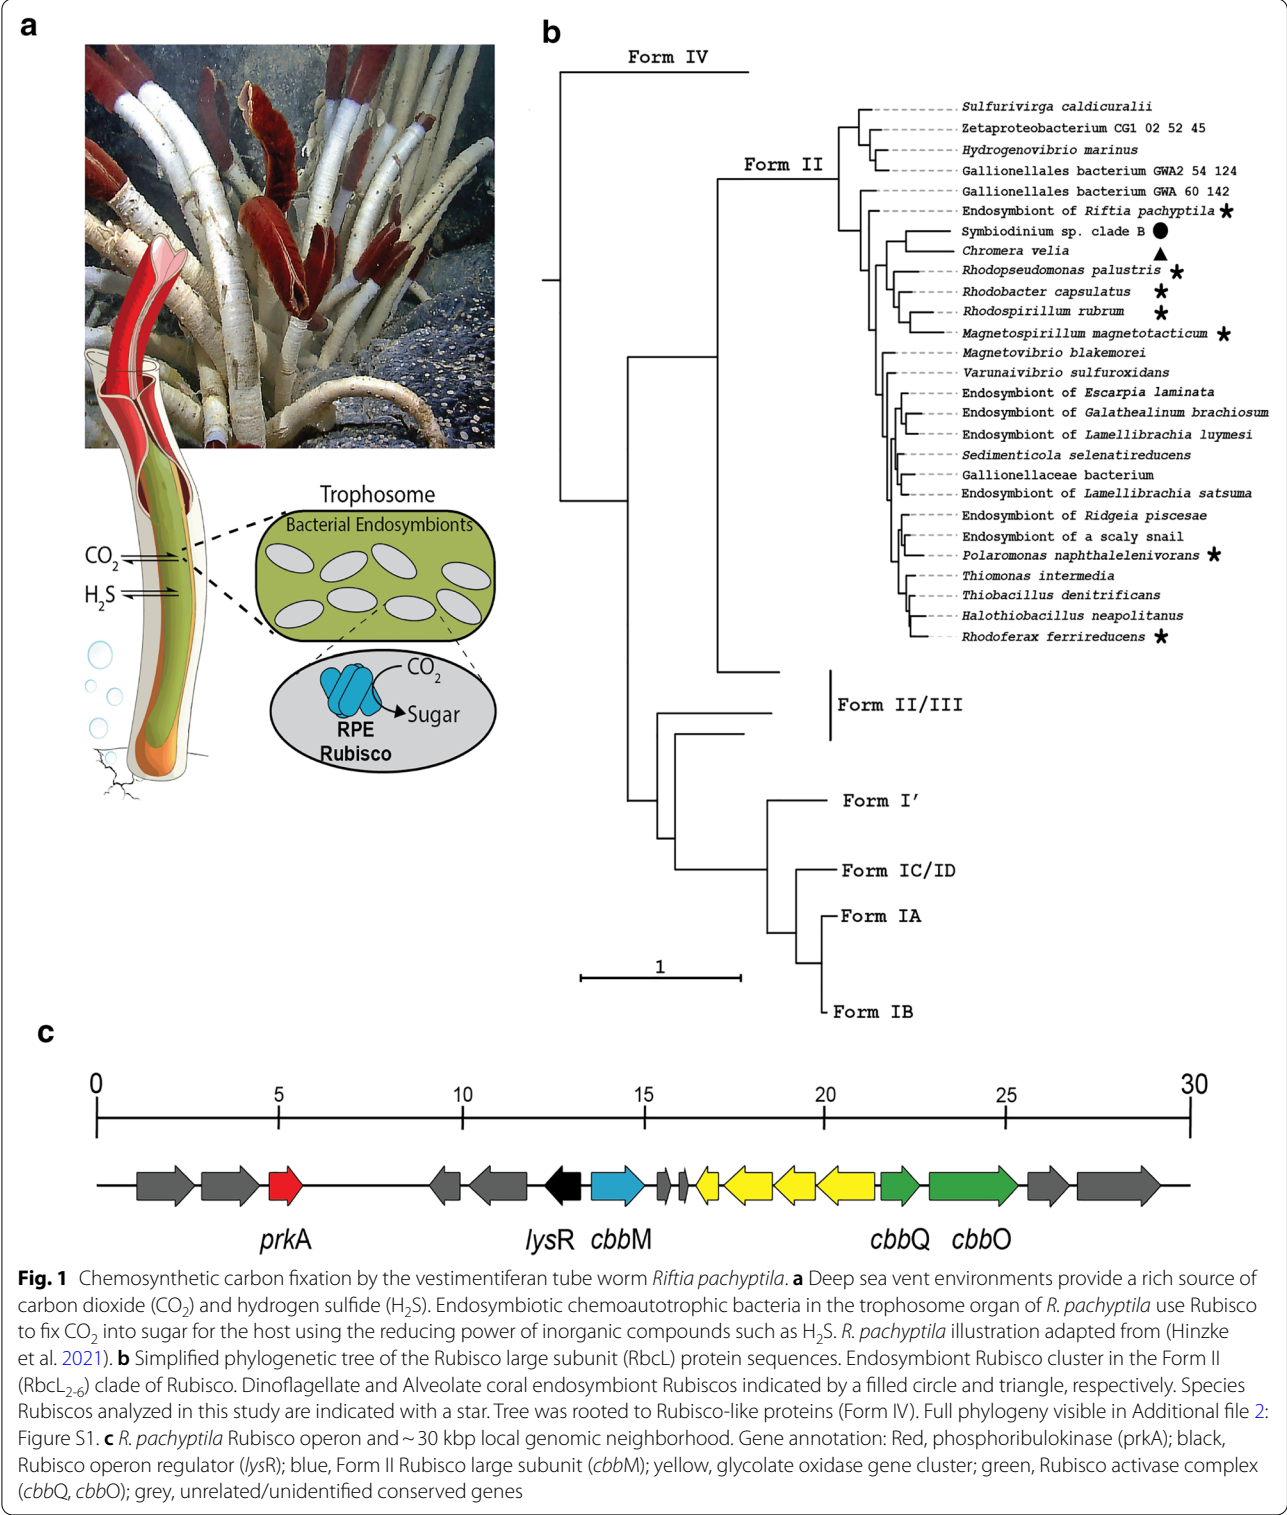 a
b
Form IV
Form II
Sulfurivirga caldicuralii
Zetaproteobacterium CG1 02 52 45
Hydrogenovibrio marinus
Gallionellales bacterium GWA2 54 124
Gallionellales bacterium GWA 60 142
Endosymbiont of Riftia pachyptila ★
Symbiodinium sp. clade B ●
Chromera velia ▲
Rhodopseudomonas palustris ★
Rhodobacter capsulatus ★
Rhodospirillum rubrum ★
Magnetospirillum magnetotacticum ★
Magnetovibrio blakemorei
Varunaivibrio sulfuroxidans
Endosymbiont of Escarpia laminata
Endosymbiont of Galathealinum brachiosum
Endosymbiont of Lamellibrachia luymesi
Sedimenticola selenatireducens
Gallionellaceae bacterium
Endosymbiont of Lamellibrachia satsuma
Endosymbiont of Ridgeia piscesae
Endosymbiont of a scaly snail
Polaromonas naphthalelenivorans ★
Thiomonas intermedia
Thiobacillus denitrificans
Halothiobacillus neapolitanus
Rhodoferax ferrireducens ★
Form II/III
Form I′
Form IC/ID
Form IA
Form IB
1
Trophosome
Bacterial Endosymbionts
CO2
H2S
CO2
Sugar
RPE
Rubisco
c
0 5 10 15 20 25 30
prkA lysR cbbM cbbQ cbbO
Fig. 1 Chemosynthetic carbon fixation by the vestimentiferan tube worm Riftia pachyptila. a Deep sea vent environments provide a rich source of
carbon dioxide (CO2) and hydrogen sulfide (H2S). Endosymbiotic chemoautotrophic bacteria in the trophosome organ of R. pachyptila use Rubisco
to fix CO2 into sugar for the host using the reducing power of inorganic compounds such as H2S. R. pachyptila illustration adapted from (Hinzke
et al. 2021). b Simplified phylogenetic tree of the Rubisco large subunit (RbcL) protein sequences. Endosymbiont Rubisco cluster in the Form II
(RbcL2-6) clade of Rubisco. Dinoflagellate and Alveolate coral endosymbiont Rubiscos indicated by a filled circle and triangle, respectively. Species
Rubiscos analyzed in this study are indicated with a star. Tree was rooted to Rubisco-like proteins (Form IV). Full phylogeny visible in Additional file 2:
Figure S1. c R. pachyptila Rubisco operon and ~ 30 kbp local genomic neighborhood. Gene annotation: Red, phosphoribulokinase (prkA); black,
Rubisco operon regulator (lysR); blue, Form II Rubisco large subunit (cbbM); yellow, glycolate oxidase gene cluster; green, Rubisco activase complex
(cbbQ, cbbO); grey, unrelated/unidentified conserved genes